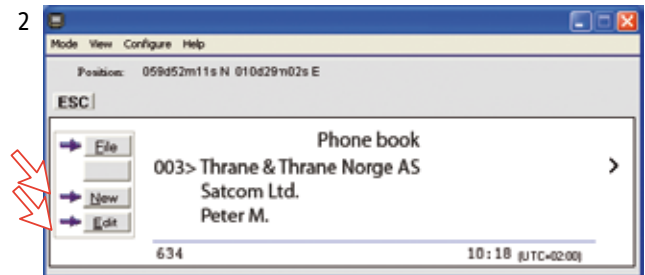 2
Mode View Configure Help
Position: 059d52m11s N 010d29m02s E
ESC
File
Phone book
003> Thrane & Thrane Norge AS >
New Satcom Ltd.
Edit Peter M.
634 10:18 (UTC+02:00)